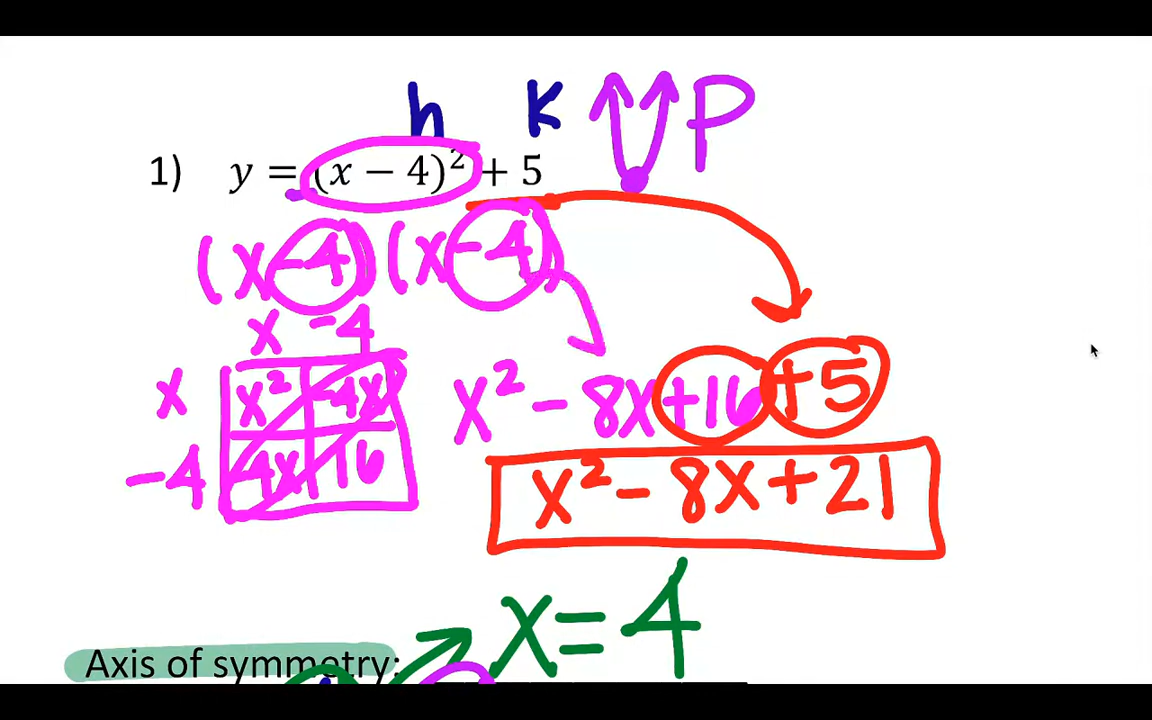 h k P
1) y = (x − 4)² + 5
(x -4) (x -4)
x -4
x x² -4x x² - 8x +16 +5
-4 -4x 16 x² - 8x + 21
x = 4
Axis of symmetry: